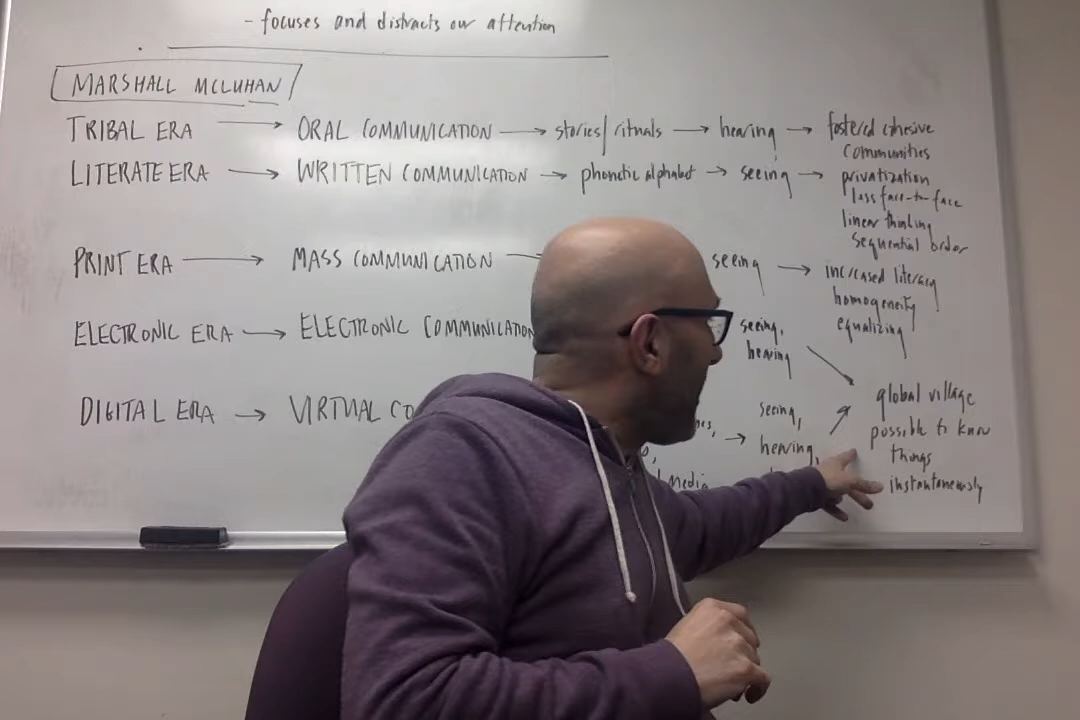 - focuses and distracts our attention
MARSHALL MCLUHAN
TRIBAL ERA → ORAL COMMUNICATION → stories/rituals → hearing → fostered cohesive
communities
LITERATE ERA → WRITTEN COMMUNICATION → phonetic alphabet → seeing → privatization
less face-to-face
linear thinking
sequential order
PRINT ERA → MASS COMMUNICATION seeing → increased literacy
homogeneity
equalizing
ELECTRONIC ERA → ELECTRONIC COMMUNICATION seeing,
hearing
DIGITAL ERA → VIRTUAL CO → seeing,
hearing,
Media
global village
possible to know
things
instantaneously